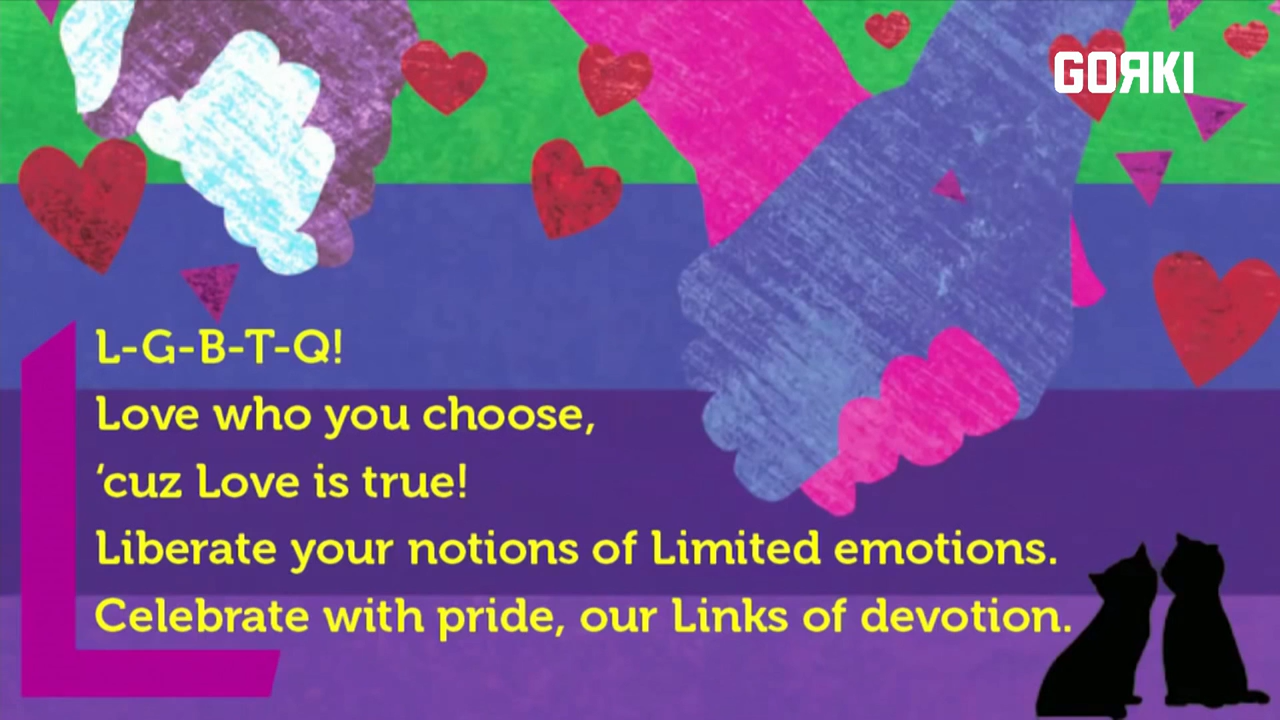 GOЯKI
L
L-G-B-T-Q!
Love who you choose,
‘cuz Love is true!
Liberate your notions of Limited emotions.
Celebrate with pride, our Links of devotion.